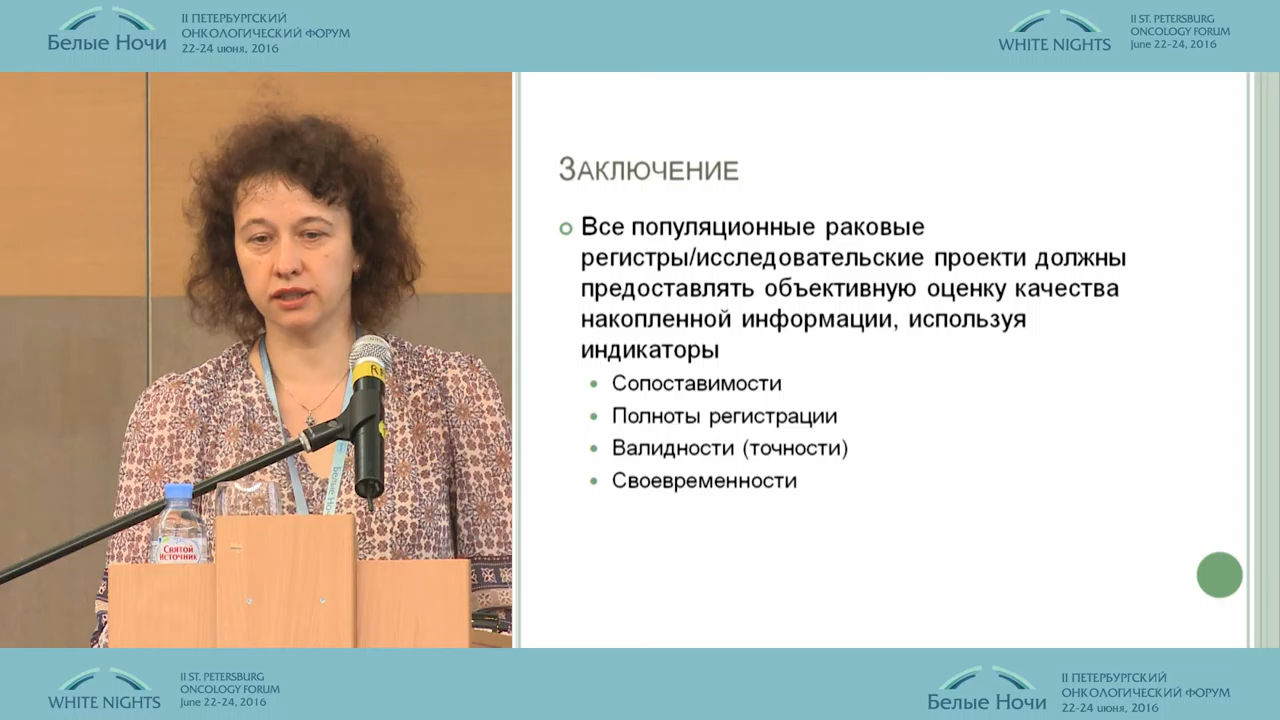 Белые Ночи
II ПЕТЕРБУРГСКИЙ
ОНКОЛОГИЧЕСКИЙ ФОРУМ
22-24 июня, 2016
WHITE NIGHTS
II ST. PETERSBURG
ONCOLOGY FORUM
June 22-24, 2016
Заключение
Все популяционные раковые
регистры/исследовательские проекти должны
предоставлять объективную оценку качества
накопленной информации, используя
индикаторы
Сопоставимости
Полноты регистрации
Валидности (точности)
Своевременности
Святой
Источник
WHITE NIGHTS
II ST. PETERSBURG
ONCOLOGY FORUM
June 22-24, 2016
Белые Ночи
II ПЕТЕРБУРГСКИЙ
ОНКОЛОГИЧЕСКИЙ ФОРУМ
22-24 июня, 2016